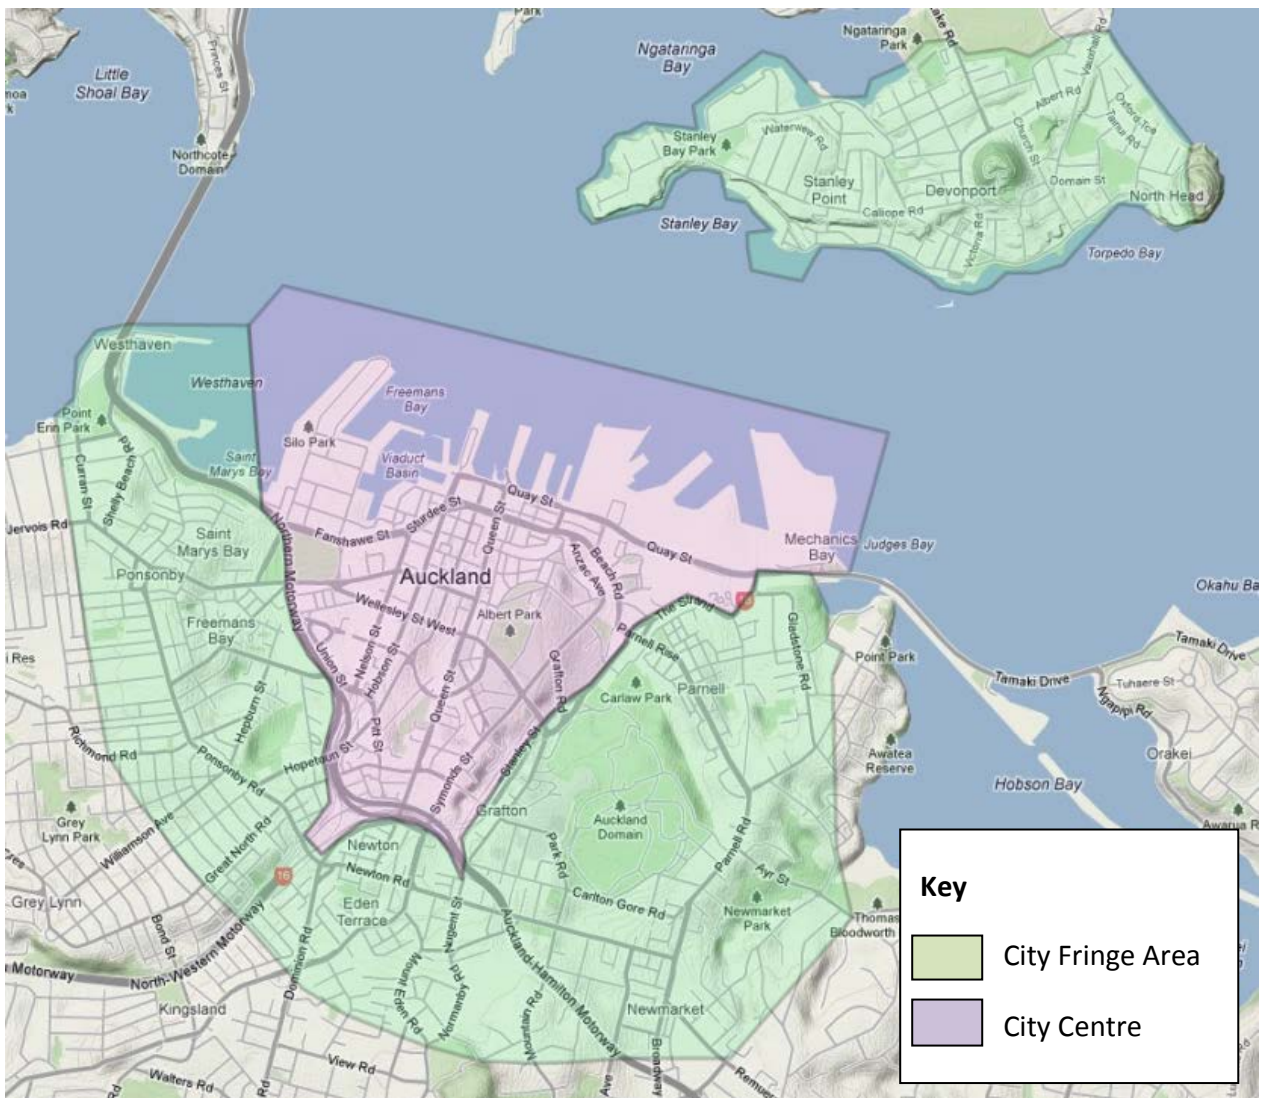 Park
Lake Rd
Ngataringa
Park
Vauxhall Rd
Princes St
Little
Shoal Bay
Ngataringa
Bay
Albert Rd
Oxford Tce
Tainui Rd
Church St
Waterview Rd
Stanley
Bay Park
Northcote
Domain
Stanley
Point
Devonport
Domain St
North Head
Calliope Rd
Victoria Rd
Stanley Bay
Torpedo Bay
Westhaven
Westhaven
Freemans
Bay
Point
Erin Park
Silo Park
Viaduct
Basin
Saint
Marys Bay
Curran St
Shelly Beach Rd
Jervois Rd
Quay St
Sturdee St
Queen St
Fanshawe St
Northern Motorway
Saint
Marys Bay
Ponsonby
Quay St
Mechanics
Bay
Judges Bay
Anzac Ave
Beach Rd
Auckland
Okahu Ba
Wellesley St West
Albert Park
The Strand
Freemans
Bay
Parnell Rise
Gladstone Rd
i Res
Union St
Nelson St
Hobson St
Queen St
Grafton Rd
Point Park
Tamaki Drive
Tamaki Drive
Tuhaere St
Ngapipi Rd
Carlaw Park
Parnell
Hepburn St
Pitt St
Richmond Rd
Ponsonby Rd
Hopetoun St
Symonds St
Stanley St
Awatea
Reserve
Orakei
Hobson Bay
Grafton
Grey
Lynn Park
Williamson Ave
Great North Rd
Auckland
Domain
Awarua R
Newton
Newton Rd
Park Rd
Parnell Rd
Ayr St
16
Grey Lynn
Eden
Terrace
Carlton Gore Rd
Newmarket
Park
Thomas
Bloodworth
Bond St
Nugent St
Dominion Rd
Mount Eden Rd
Normanby Rd
Auckland-Hamilton Motorway
North-Western Motorway
Motorway
Kingsland
Mountain Rd
Newmarket
Broadway
View Rd
Walters Rd
Rd
Rd
Ave
Remuer
Rd
Key
City Fringe Area
City Centre